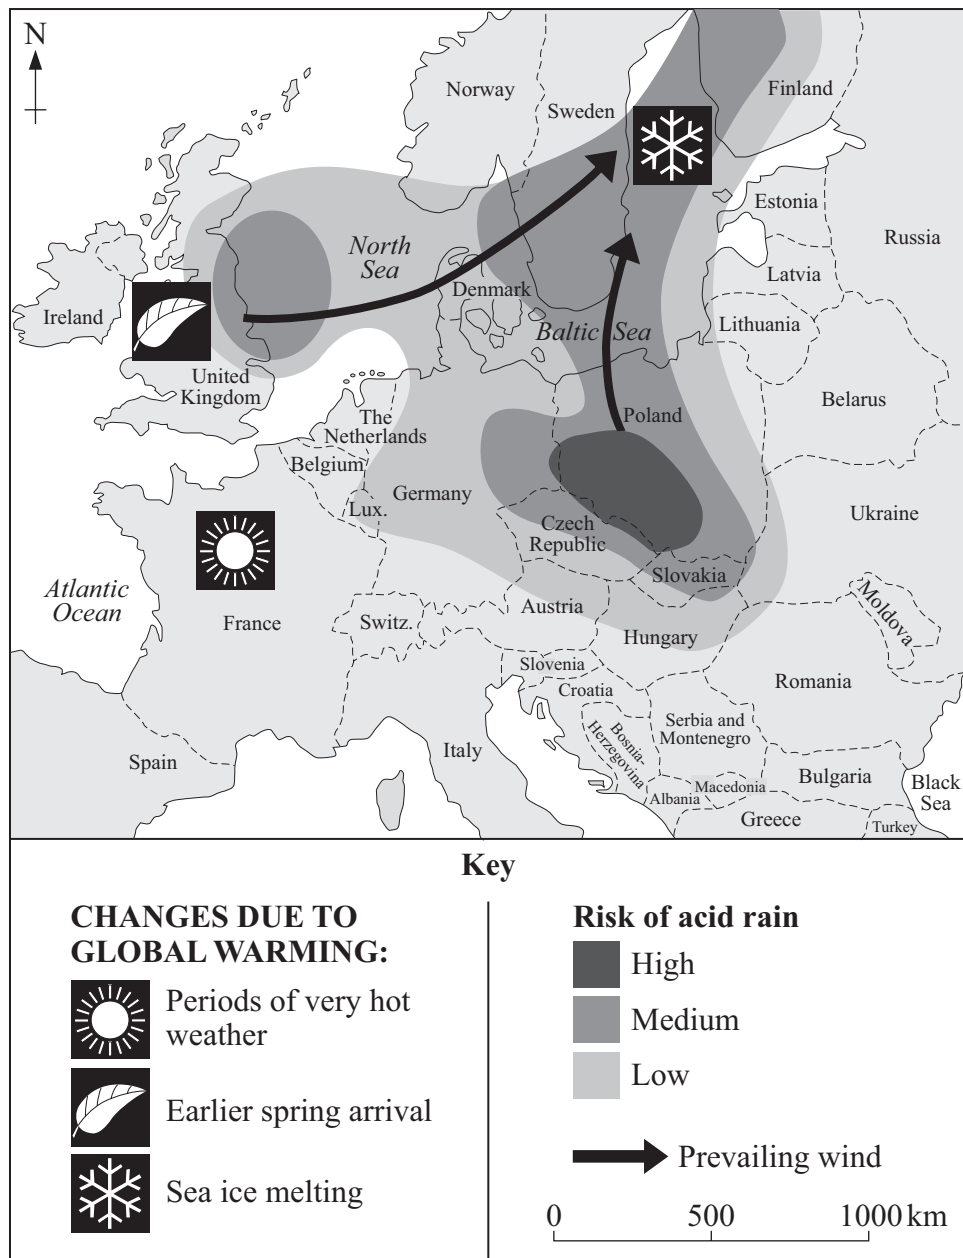 N
Norway
Sweden
Finland
Estonia
Russia
North
Sea
Latvia
Denmark
Ireland
Lithuania
Baltic Sea
United
Kingdom
Belarus
The
Netherlands
Poland
Belgium
Germany
Lux.
Ukraine
Czech
Republic
Slovakia
Atlantic
Ocean
Austria
Moldova
France
Switz.
Hungary
Slovenia
Romania
Croatia
Serbia and
Montenegro
Bosnia-
Herzegovina
Italy
Spain
Bulgaria
Black
Sea
Macedonia
Albania
Greece
Turkey
Key
CHANGES DUE TO
GLOBAL WARMING:
Periods of very hot
weather
Earlier spring arrival
Sea ice melting
Risk of acid rain
High
Medium
Low
Prevailing wind
0 500 1000 km